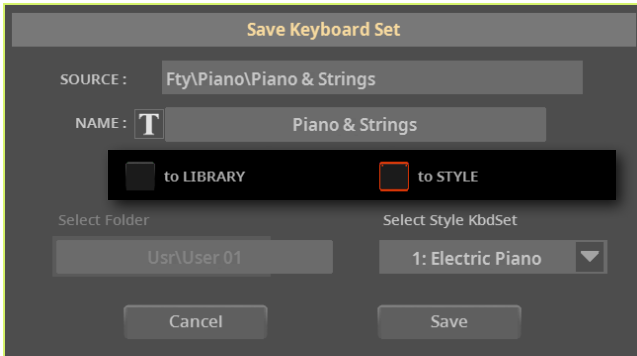 Save Keyboard Set
SOURCE : Fty\Piano\Piano & Strings
NAME : T Piano & Strings
to LIBRARY to STYLE
Select Folder Select Style KbdSet
Usr\User 01 1: Electric Piano
Cancel Save